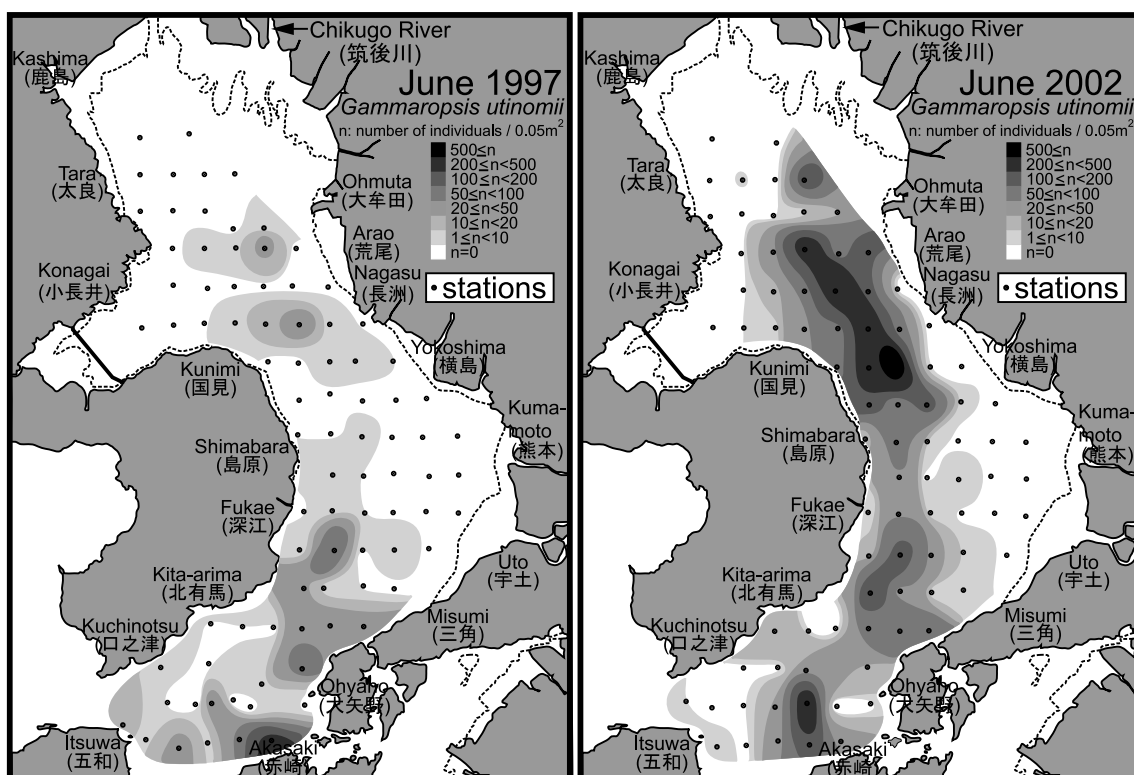 Chikugo River
(筑後川)
Kashima
(鹿島)
June 1997
Gammaropsis utinomii
n: number of individuals / 0.05m²
500≤n
200≤n<500
100≤n<200
50≤n<100
20≤n<50
10≤n<20
1≤n<10
n=0
Tara
(太良)
Ohmuta
(大牟田)
Arao
(荒尾)
Konagai
(小長井)
Nagasu
(長洲)
stations
Yokoshima
(横島)
Kunimi
(国見)
Kuma-
moto
(熊本)
Shimabara
(島原)
Fukae
(深江)
Uto
(宇土)
Kita-arima
(北有馬)
Misumi
(三角)
Kuchinotsu
(口之津)
Ohyano
(大矢野)
Itsuwa
(五和)
Akasaki
(赤崎)
Chikugo River
(筑後川)
Kashima
(鹿島)
June 2002
Gammaropsis utinomii
n: number of individuals / 0.05m²
500≤n
200≤n<500
100≤n<200
50≤n<100
20≤n<50
10≤n<20
1≤n<10
n=0
Tara
(太良)
Ohmuta
(大牟田)
Arao
(荒尾)
Konagai
(小長井)
Nagasu
(長洲)
stations
Yokoshima
(横島)
Kunimi
(国見)
Kuma-
moto
(熊本)
Shimabara
(島原)
Fukae
(深江)
Uto
(宇土)
Kita-arima
(北有馬)
Misumi
(三角)
Kuchinotsu
(口之津)
Ohyano
(大矢野)
Itsuwa
(五和)
Akasaki
(赤崎)